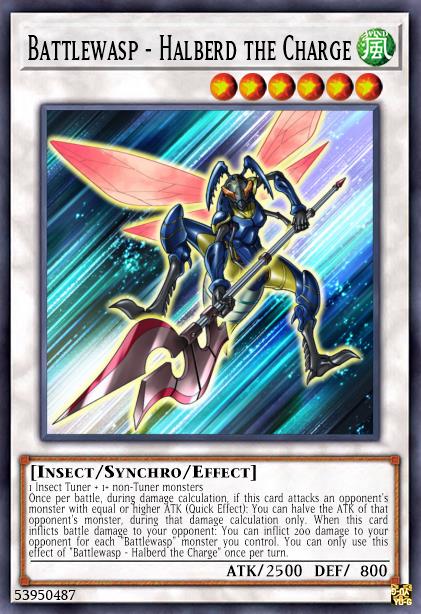 BATTLEWASP - HALBERD THE CHARGE
WIND
風
[INSECT/SYNCHRO/EFFECT]
1 Insect Tuner + 1+ non-Tuner monsters
Once per battle, during damage calculation, if this card attacks an opponent's
monster with equal or higher ATK (Quick Effect): You can halve the ATK of that
opponent's monster, during that damage calculation only. When this card
inflicts battle damage to your opponent: You can inflict 200 damage to your
opponent for each "Battlewasp" monster you control. You can only use this
effect of "Battlewasp - Halberd the Charge" once per turn.
ATK/2500 DEF/ 800
53950487